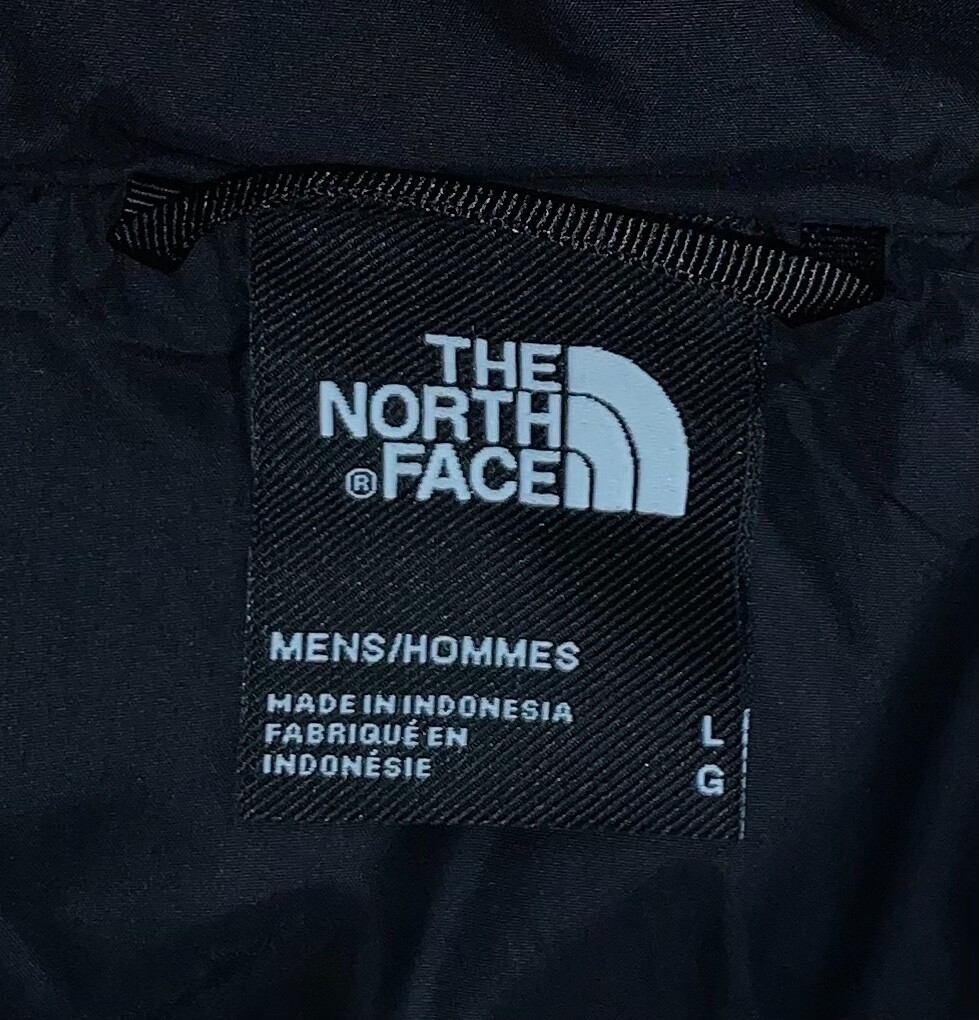 THE
NORTH
®FACE
MENS/HOMMES
MADE IN INDONESIA
FABRIQUÉ EN
INDONÉSIE
L
G